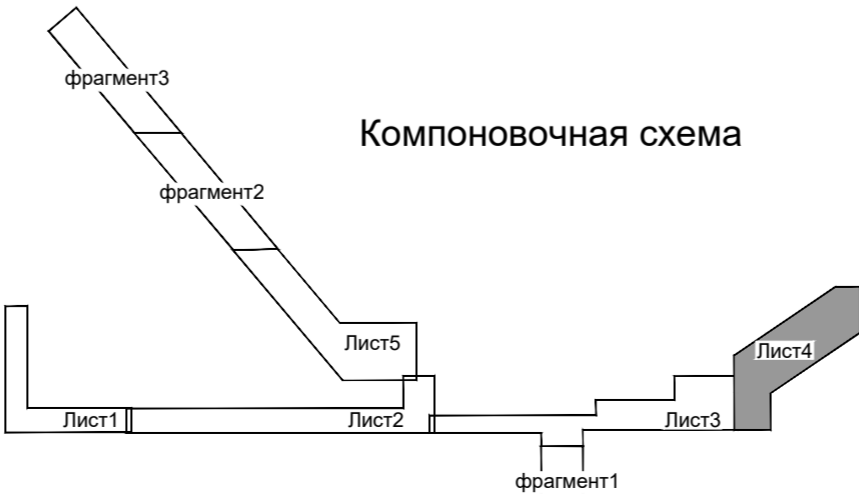 фрагмент3
Компоновочная схема
фрагмент2
Лист5
Лист4
Лист1
Лист2
Лист3
фрагмент1